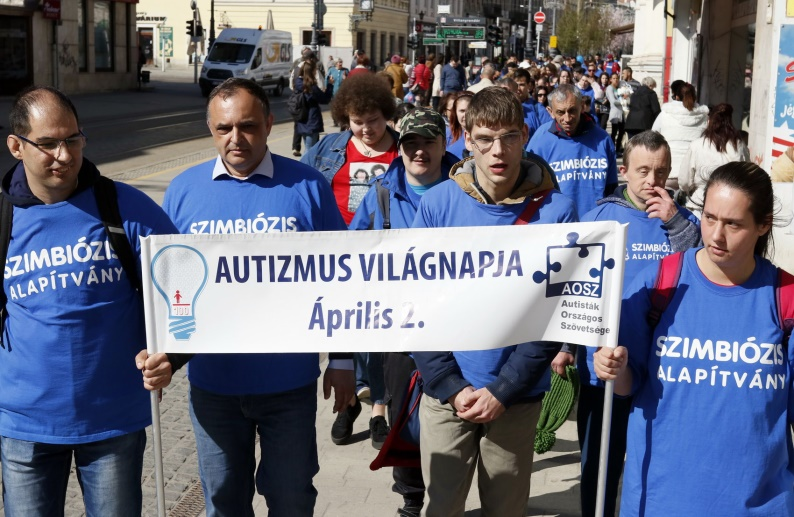 AUTIZMUS VILÁGNAPJA
Április 2.
AOSZ
Autisták
Országos
Szövetsége
SZIMBIÓZIS
ALAPÍTVÁNY
SZIMBIÓZIS
SZIMBIÓZIS
ALAPÍTVÁNY
SZIMBIÓZIS
SZIMBIÓZIS
ALAPÍTVÁNY